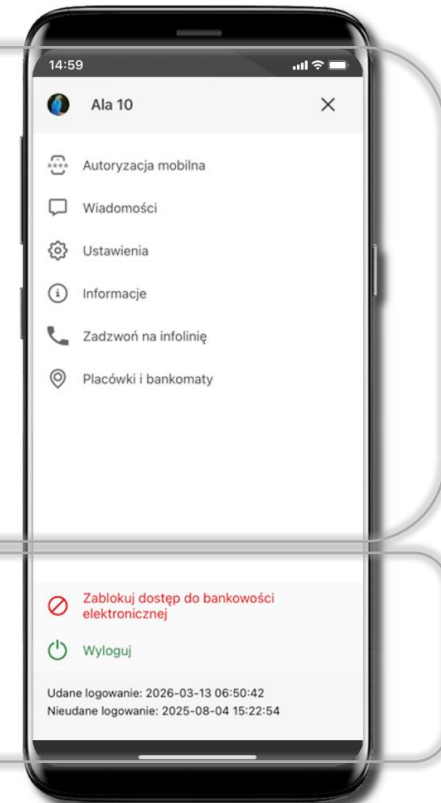 14:59
Ala 10
Autoryzacja mobilna
Wiadomości
Ustawienia
Informacje
Zadzwoń na infolinię
Placówki i bankomaty
Zablokuj dostęp do bankowości
elektronicznej
Wyloguj
Udane logowanie: 2026-03-13 06:50:42
Nieudane logowanie: 2025-08-04 15:22:54